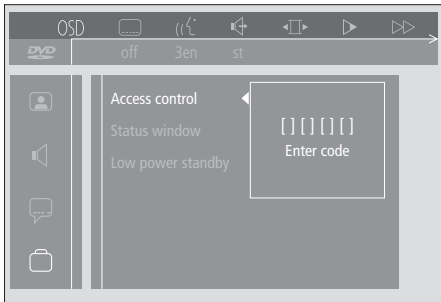 OSD
DVD off 3en st
Access control
Status window
Low power standby
[ ] [ ] [ ] [ ]
Enter code